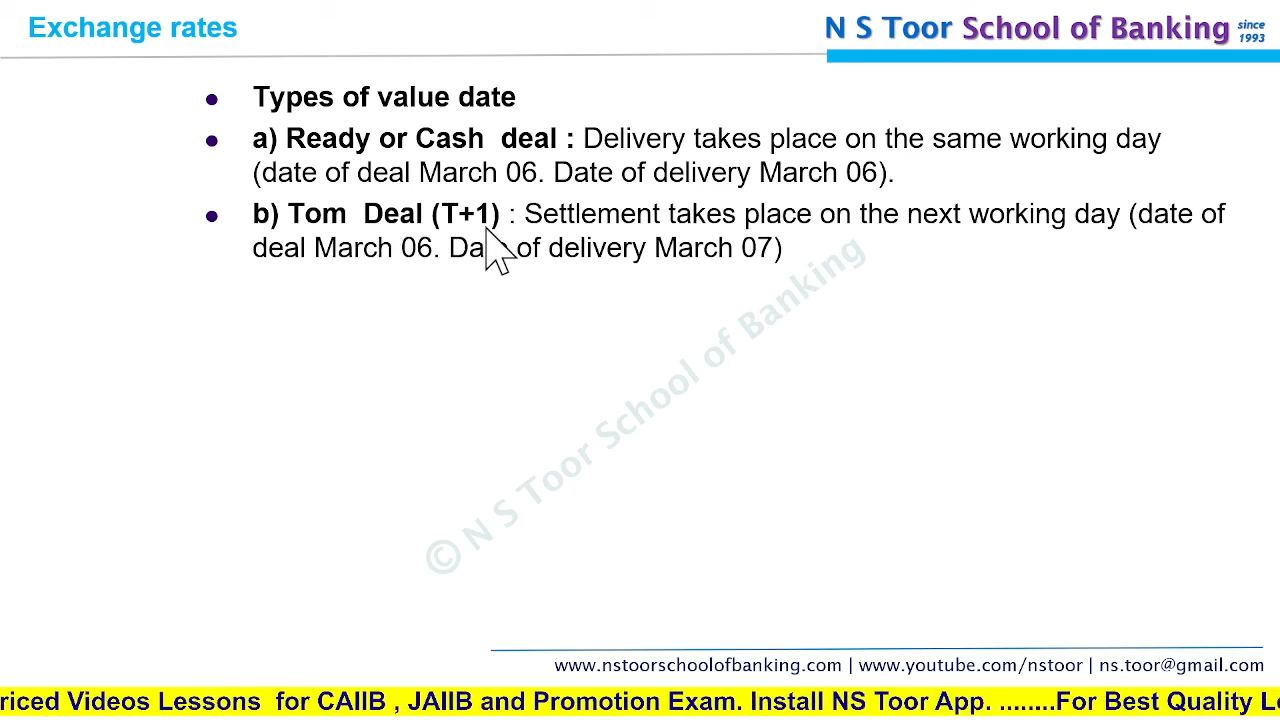 Exchange rates
N S Toor School of Banking since 1993
Types of value date
a) Ready or Cash deal : Delivery takes place on the same working day
(date of deal March 06. Date of delivery March 06).
b) Tom Deal (T+1) : Settlement takes place on the next working day (date of
deal March 06. Da of delivery March 07)
© N S Toor School of Banking
www.nstoorschoolofbanking.com | www.youtube.com/nstoor | ns.toor@gmail.com
riced Videos Lessons for CAIIB , JAIIB and Promotion Exam. Install NS Toor App. ........For Best Quality L